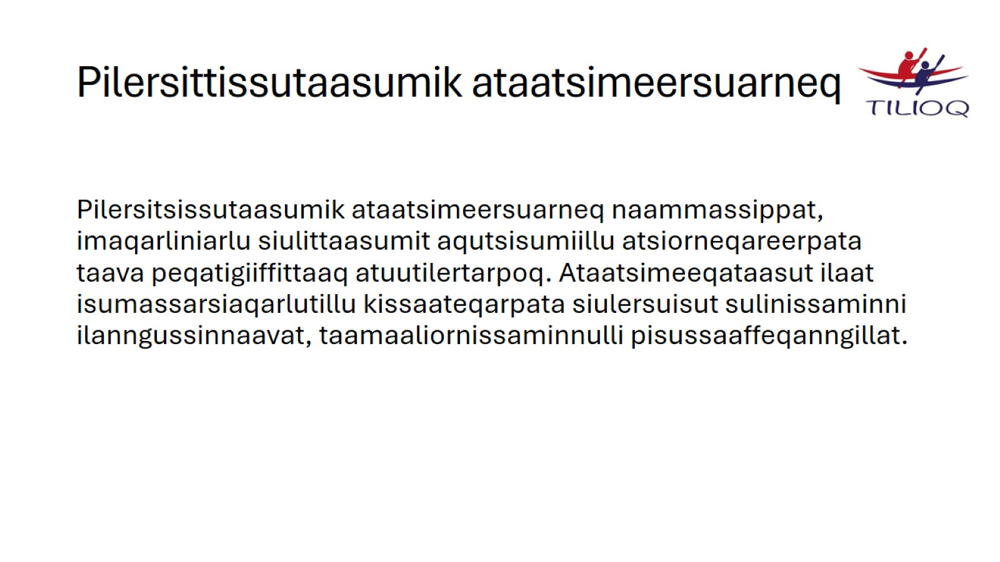 Pilersittissutaasumik ataatsimeersuarneq
TILIOQ
Pilersitsissutaasumik ataatsimeersuarneq naammassippat,
imaqarliniarlu siulittaasumit aqutsisumiillu atsiorneqareerpata
taava peqatigiiffittaaq atuutilertarpoq. Ataatsimeeqataasut ilaat
isumassarsiaqarlutillu kissaateqarpata siulersuisut sulinissaminni
ilanngussinnaavat, taamaaliornissaminnulli pisussaaffeqanngillat.